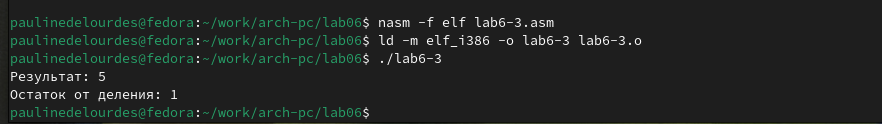 paulinedelourdes@fedora:~/work/arch-pc/lab06$ nasm -f elf lab6-3.asm
paulinedelourdes@fedora:~/work/arch-pc/lab06$ ld -m elf_i386 -o lab6-3 lab6-3.o
paulinedelourdes@fedora:~/work/arch-pc/lab06$ ./lab6-3
Результат: 5
Остаток от деления: 1
paulinedelourdes@fedora:~/work/arch-pc/lab06$